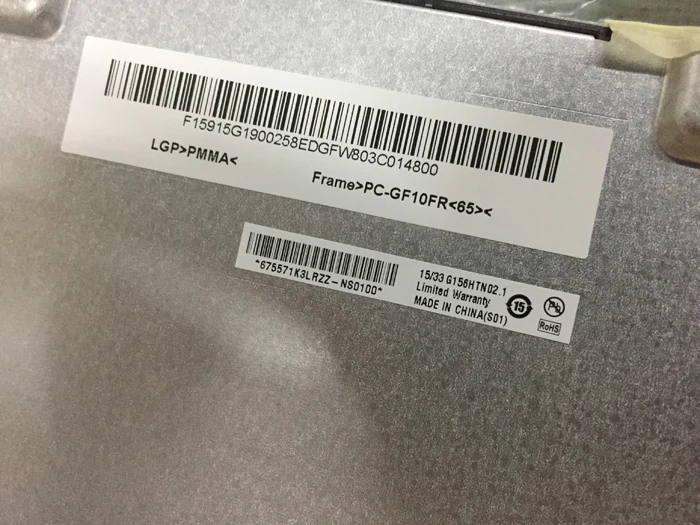 F15915G1900258EDGFW803C014800
LGP>PMMA<
Frame>PC-GF10FR<65><
*675571K3LRZZ-NS0100*
15/33 G156HTN02.1
Limited Warranty
MADE IN CHINA(S01)
15
Pb
RoHS